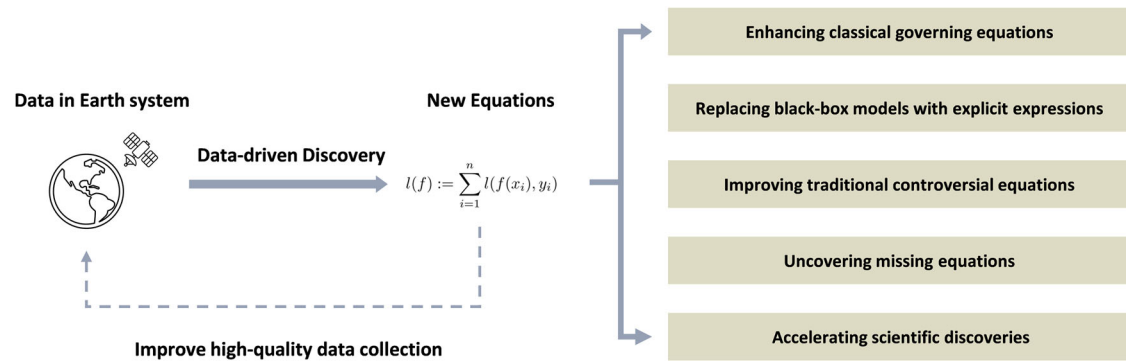 Data in Earth system
Data-driven Discovery
New Equations
l(f) := \sum_{i=1}^{n} l(f(x_i), y_i)
Improve high-quality data collection
Enhancing classical governing equations
Replacing black-box models with explicit expressions
Improving traditional controversial equations
Uncovering missing equations
Accelerating scientific discoveries